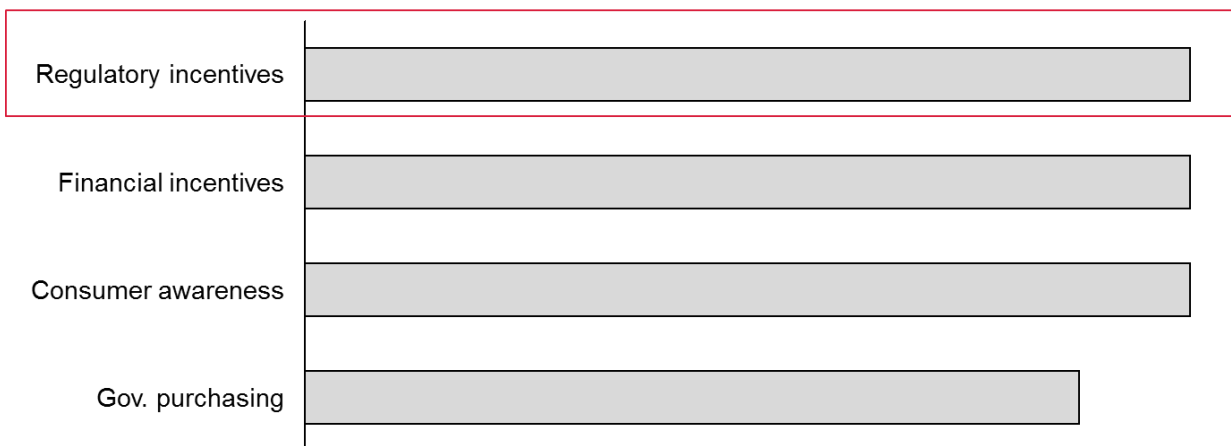 Regulatory incentives
Financial incentives
Consumer awareness
Gov. purchasing